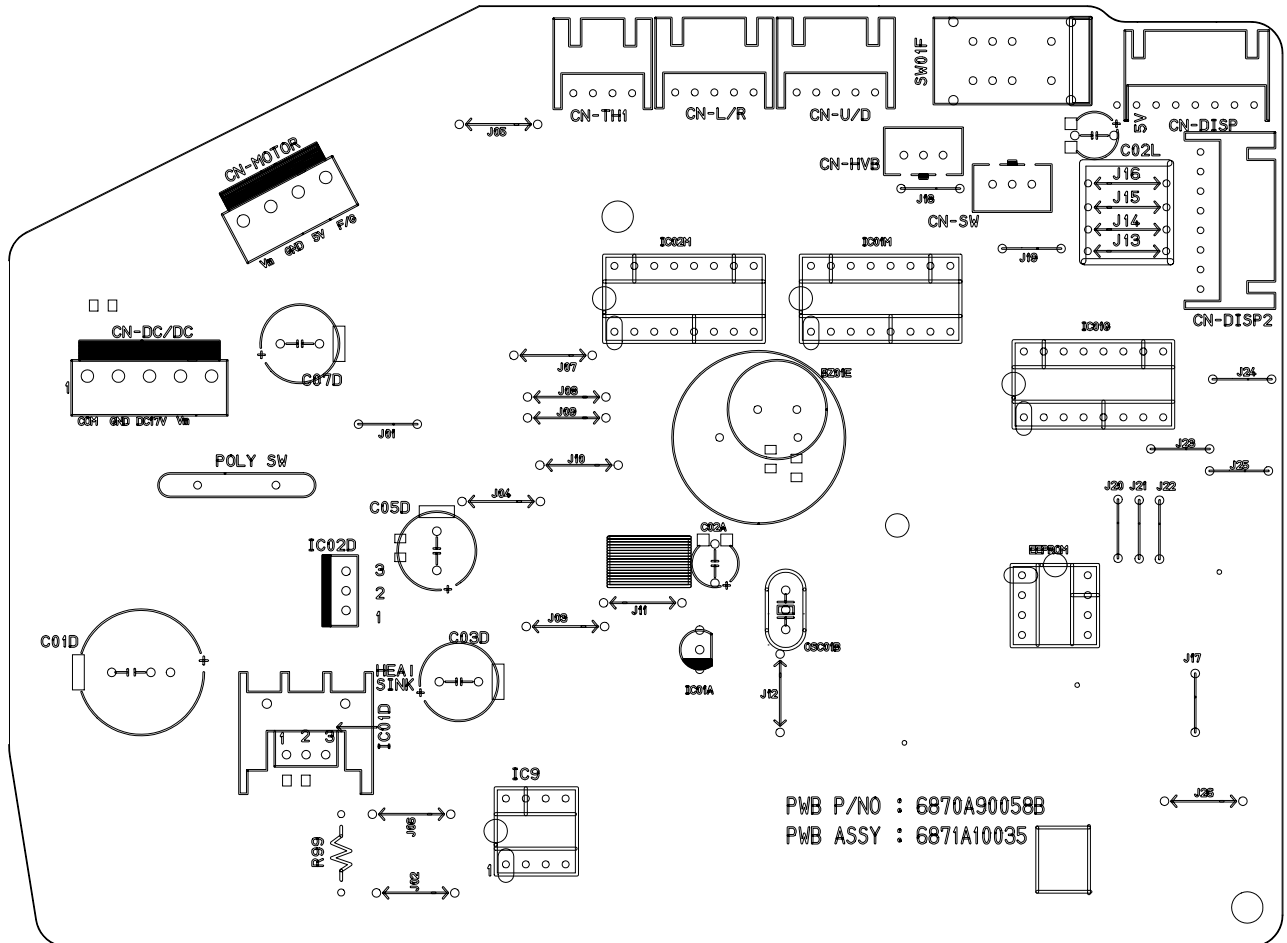 CN-TH1
CN-L/R
CN-U/D
SW01F
5V
CN-DISP
J05
CN-HVB
C02L
CN-MOTOR
J16
J15
J14
J13
J18
CN-SW
Va GND 5V F/G
IC02M
IC01M
J19
CN-DISP2
CN-DC/DC
IC01G
1
COM GND DC17V Va
C07D
J07
BZ01E
J24
J08
J09
J01
J23
POLY SW
J10
J25
J04
J20 J21 J22
C05D
C02A
IC02D
EEPROM
3
2
1
J11
J03
C01D
C03D
OSC01B
HEAT
SINK
IC01A
J12
J17
IC01D
1 2 3
IC9
1
J26
PWB P/NO : 6870A90058B
PWB ASSY : 6871A10035
J06
R99
J02